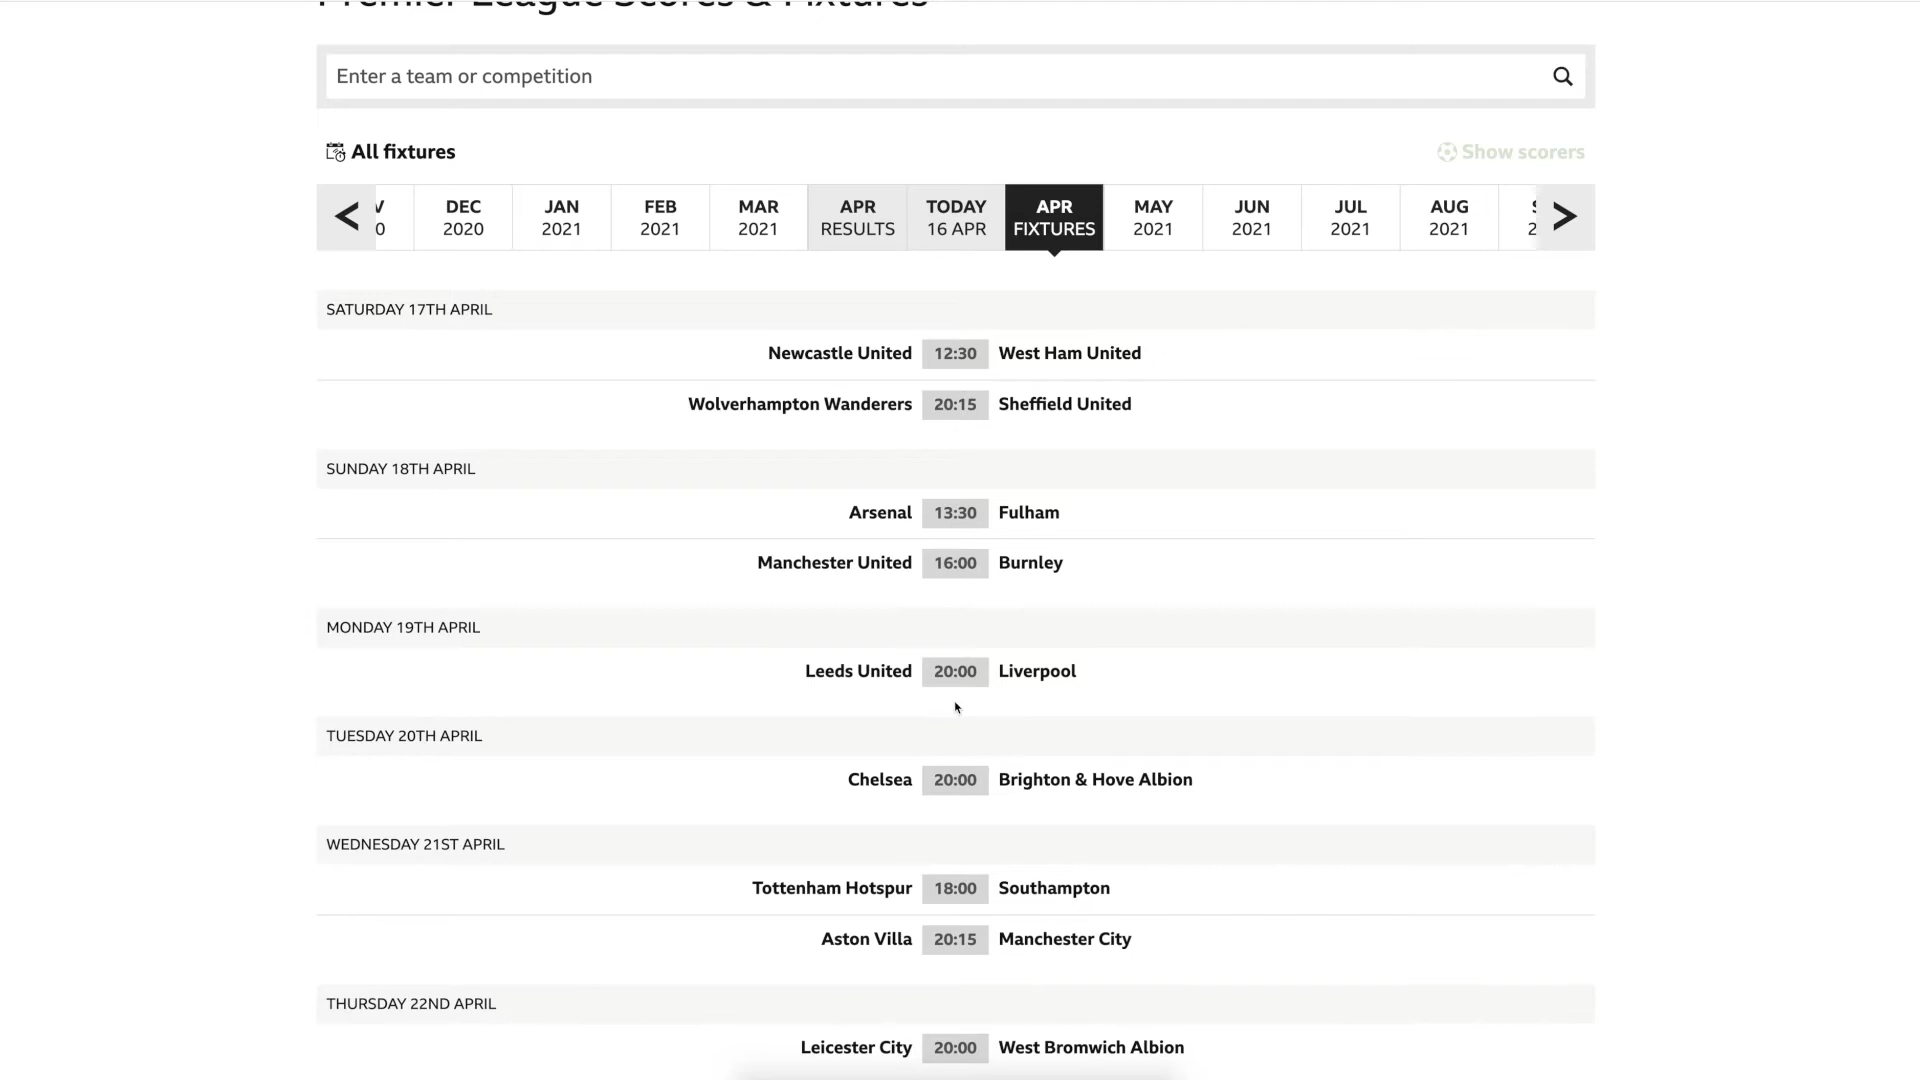 Premier League Scores & Fixtures
Enter a team or competition
All fixtures
Show scorers
DEC 2020
JAN 2021
FEB 2021
MAR 2021
APR RESULTS
TODAY 16 APR
APR FIXTURES
MAY 2021
JUN 2021
JUL 2021
AUG 2021
SATURDAY 17TH APRIL
Newcastle United 12:30 West Ham United
Wolverhampton Wanderers 20:15 Sheffield United
SUNDAY 18TH APRIL
Arsenal 13:30 Fulham
Manchester United 16:00 Burnley
MONDAY 19TH APRIL
Leeds United 20:00 Liverpool
TUESDAY 20TH APRIL
Chelsea 20:00 Brighton & Hove Albion
WEDNESDAY 21ST APRIL
Tottenham Hotspur 18:00 Southampton
Aston Villa 20:15 Manchester City
THURSDAY 22ND APRIL
Leicester City 20:00 West Bromwich Albion